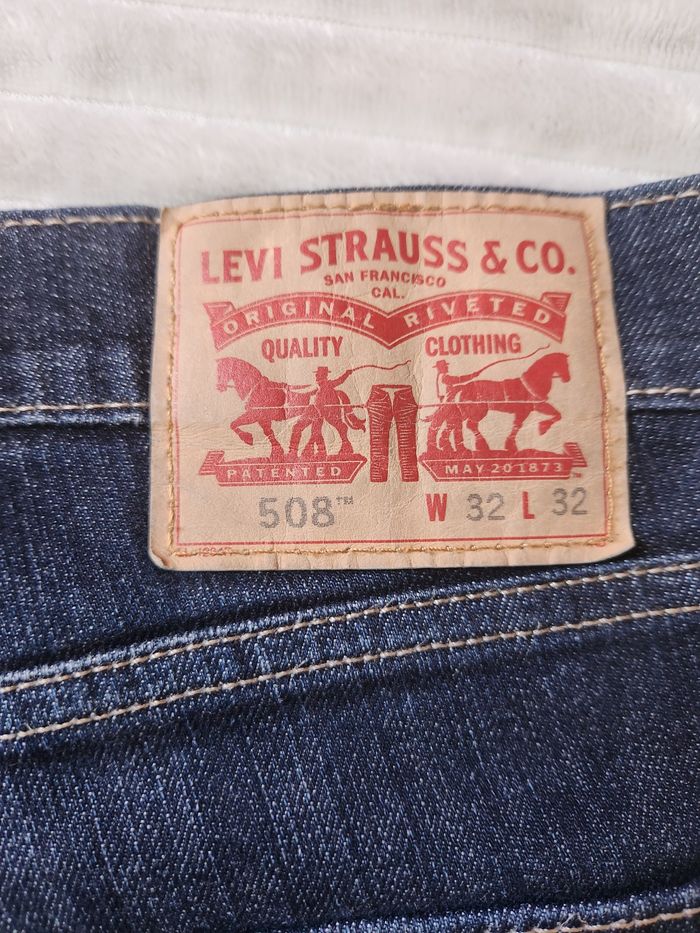 LEVI STRAUSS & CO.
SAN FRANCISCO
CAL.
ORIGINAL RIVETED
QUALITY CLOTHING
PATENTED MAY 20 1873
508™ W 32 L 32